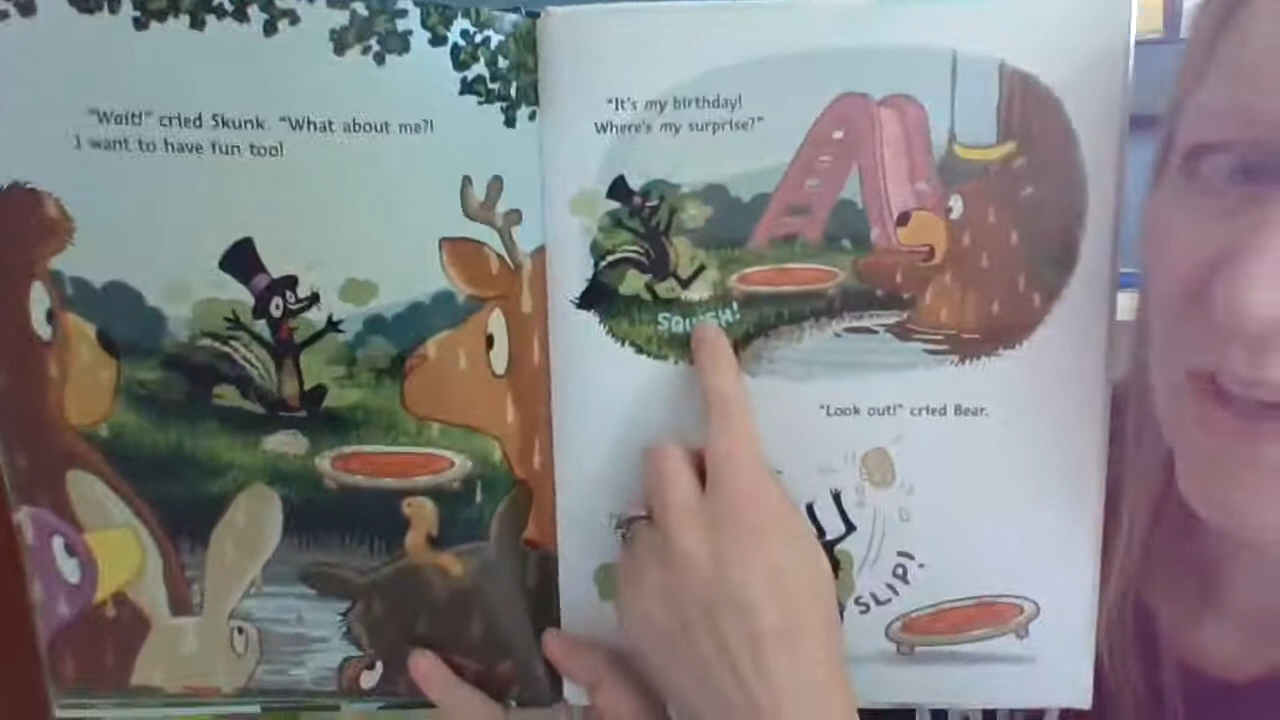 "Wait!" cried Skunk. "What about me?!
I want to have fun too!
"It's my birthday!
Where's my surprise?"
SQUISH!
"Look out!" cried Bear.
SLIP!